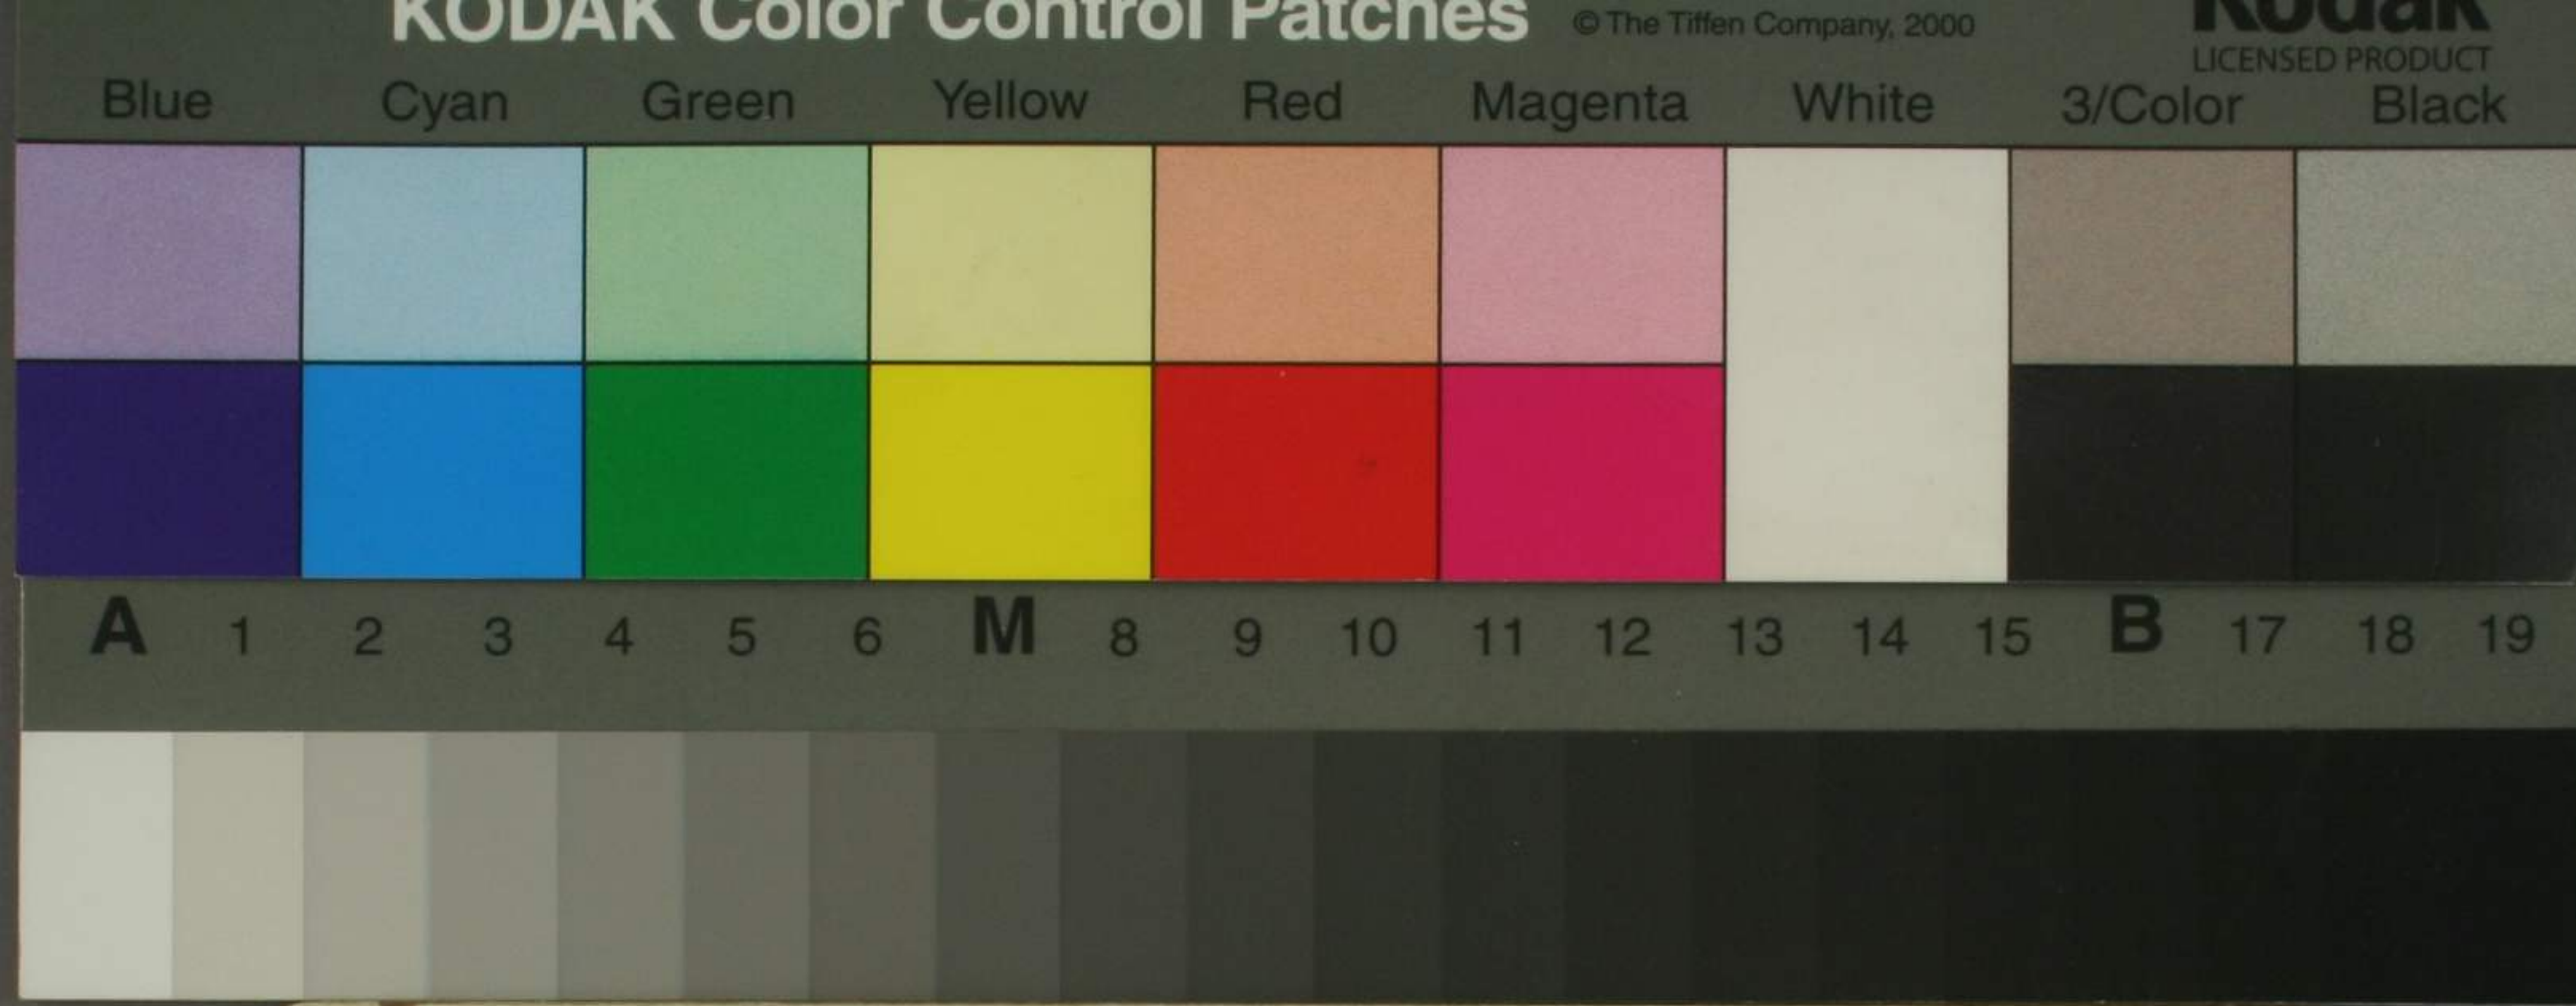 KODAK Color Control Patches © The Tiffen Company, 2000 Kodak
LICENSED PRODUCT
Blue Cyan Green Yellow Red Magenta White 3/Color Black
A 1 2 3 4 5 6 M 8 9 10 11 12 13 14 15 B 17 18 19